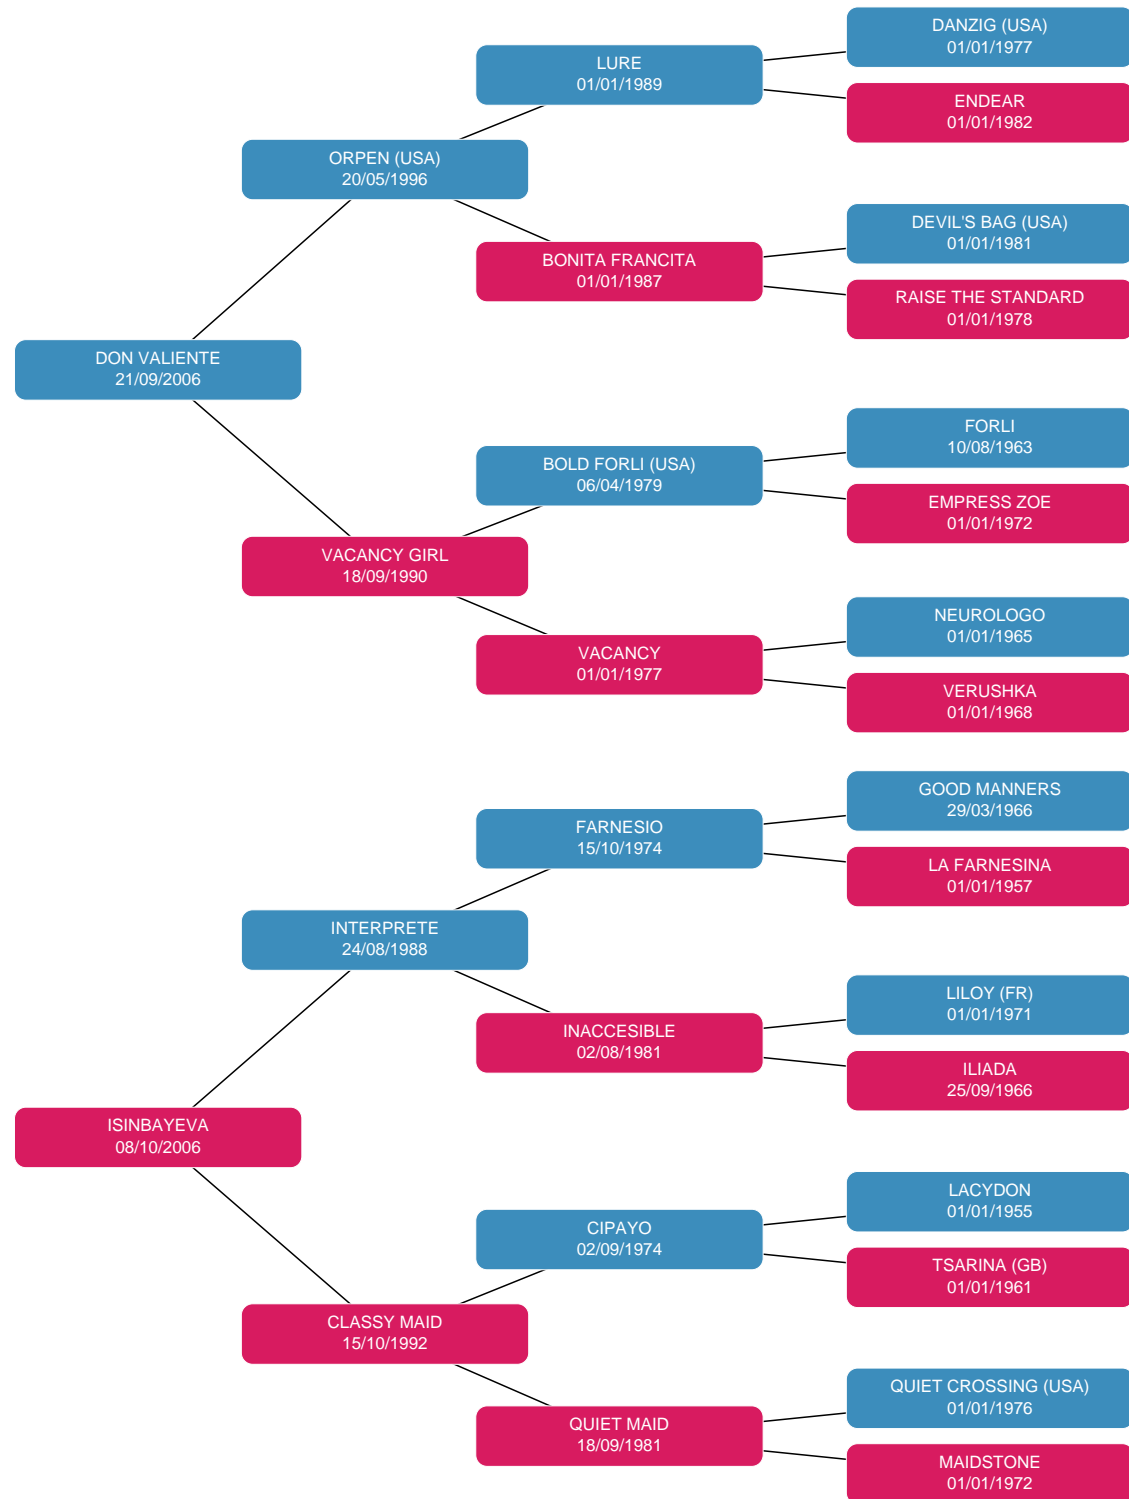 DANZIG (USA)
01/01/1977
LURE
01/01/1989
ENDEAR
01/01/1982
ORPEN (USA)
20/05/1996
DEVIL'S BAG (USA)
01/01/1981
BONITA FRANCITA
01/01/1987
RAISE THE STANDARD
01/01/1978
DON VALIENTE
21/09/2006
FORLI
10/08/1963
BOLD FORLI (USA)
06/04/1979
EMPRESS ZOE
01/01/1972
VACANCY GIRL
18/09/1990
NEUROLOGO
01/01/1965
VACANCY
01/01/1977
VERUSHKA
01/01/1968
GOOD MANNERS
29/03/1966
FARNESIO
15/10/1974
LA FARNESINA
01/01/1957
INTERPRETE
24/08/1988
LILOY (FR)
01/01/1971
INACCESIBLE
02/08/1981
ILIADA
25/09/1966
ISINBAYEVA
08/10/2006
LACYDON
01/01/1955
CIPAYO
02/09/1974
TSARINA (GB)
01/01/1961
CLASSY MAID
15/10/1992
QUIET CROSSING (USA)
01/01/1976
QUIET MAID
18/09/1981
MAIDSTONE
01/01/1972